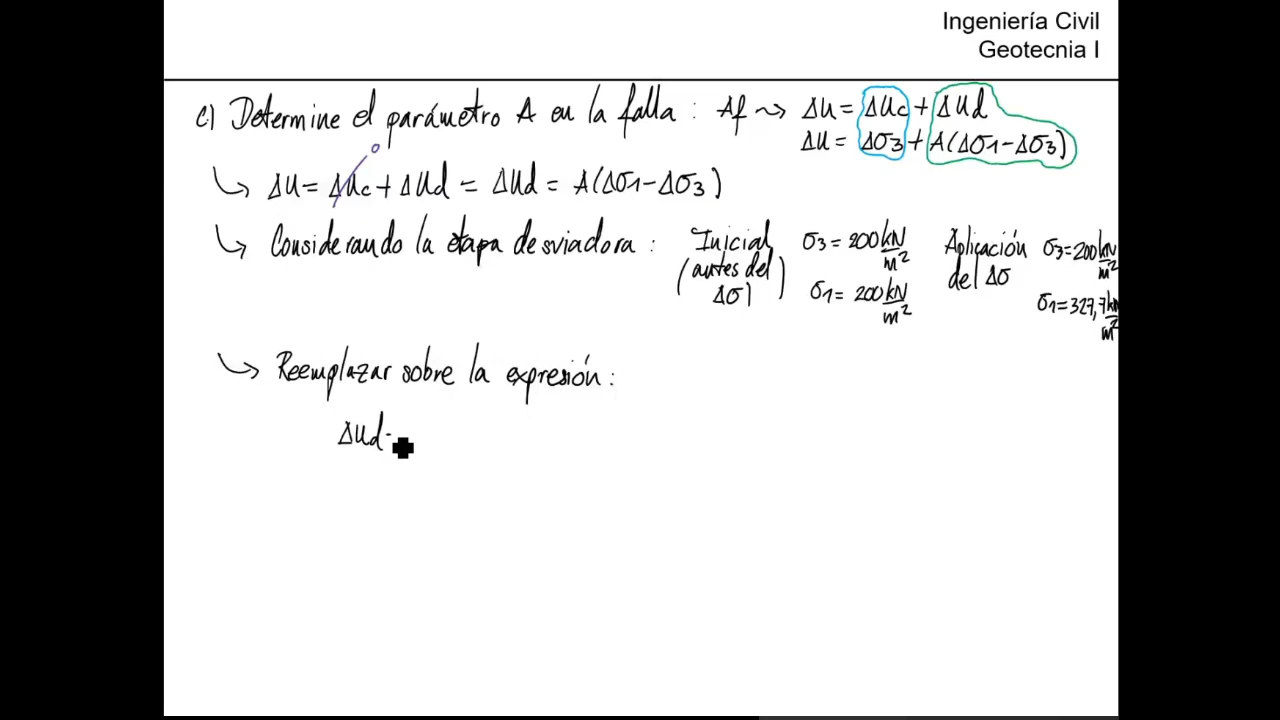 Ingeniería Civil
Geotecnia I
c) Determine el parámetro A en la falla : Af ⤳ Δu = Δuc + Δud
Δu = Δσ3 + A(Δσ1 - Δσ3)
0
↳ Δu = Δuc + Δud = Δud = A(Δσ1 - Δσ3)
↳ Considerando la etapa desviadora :
Inicial
(antes del
Δσ)
σ3 = 200 kN/m²
σ1 = 200 kN/m²
Aplicación
del Δσ
σ3 = 200 kN/m²
σ1 = 327,7 kN/m²
↳ Reemplazar sobre la expresión :
Δud -